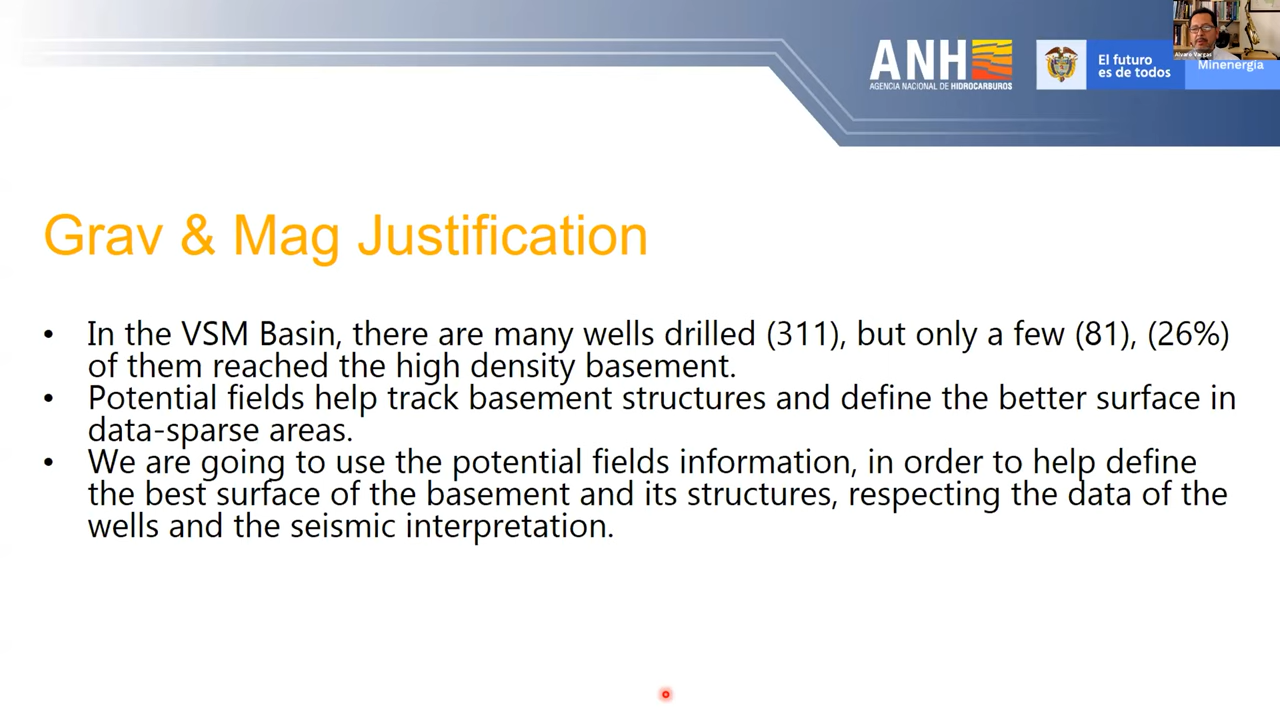 Alvaro Vargas
ANH
AGENCIA NACIONAL DE HIDROCARBUROS
El futuro
es de todos
Minenergía
Grav & Mag Justification
• In the VSM Basin, there are many wells drilled (311), but only a few (81), (26%)
of them reached the high density basement.
• Potential fields help track basement structures and define the better surface in
data-sparse areas.
• We are going to use the potential fields information, in order to help define
the best surface of the basement and its structures, respecting the data of the
wells and the seismic interpretation.